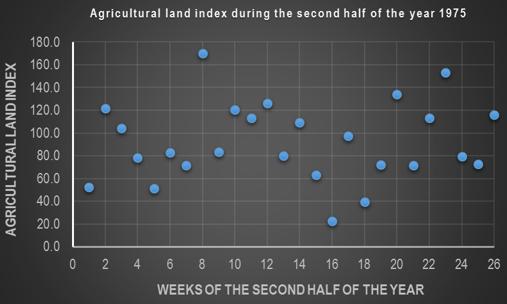 Agricultural land index during the second half of the year 1975
180.0
160.0
140.0
120.0
100.0
80.0
60.0
40.0
20.0
0.0
AGRICULTURAL LAND INDEX
0 2 4 6 8 10 12 14 16 18 20 22 24 26
WEEKS OF THE SECOND HALF OF THE YEAR